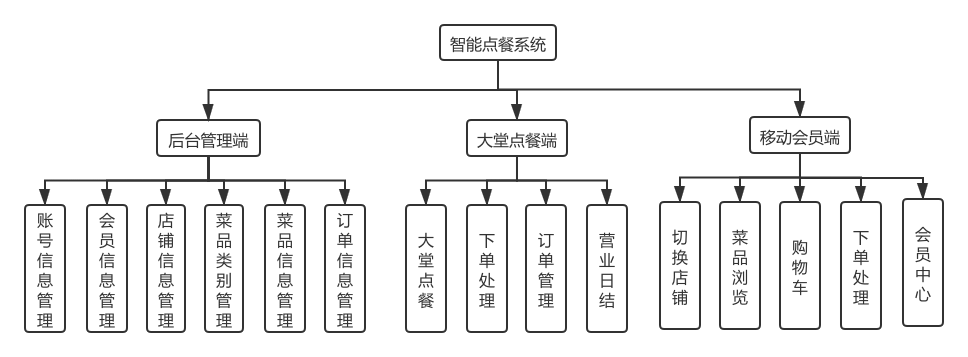 智能点餐系统
后台管理端
大堂点餐端
移动会员端
账号信息管理
会员信息管理
店铺信息管理
菜品类别管理
菜品信息管理
订单信息管理
大堂点餐
下单处理
订单管理
营业日结
切换店铺
菜品浏览
购物车
下单处理
会员中心